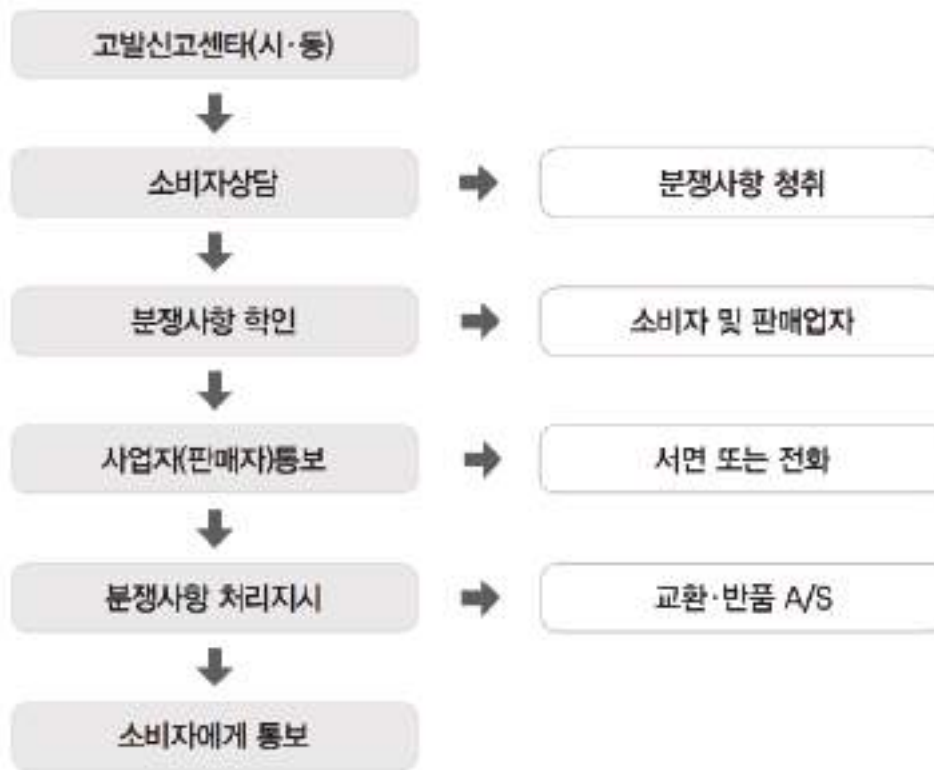 고발신고센타(시·동)
소비자상담
분쟁사항 청취
분쟁사항 학인
소비자 및 판매업자
사업자(판매자)통보
서면 또는 전화
분쟁사항 처리지시
교환·반품 A/S
소비자에게 통보